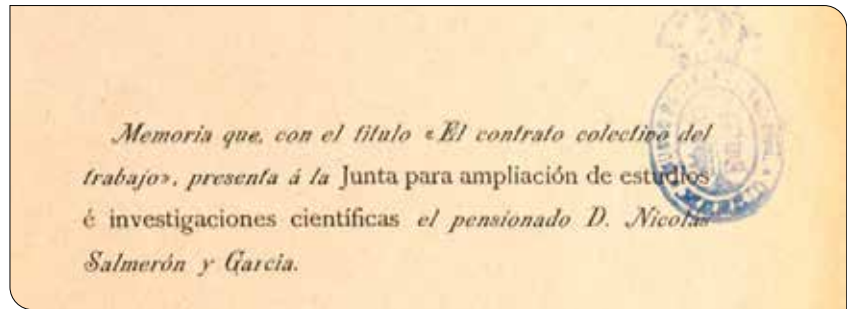 Memoria que, con el título «El contrato colectivo del
trabajo», presenta á la Junta para ampliación de estudios
é investigaciones científicas el pensionado D. Nicolás
Salmerón y García.